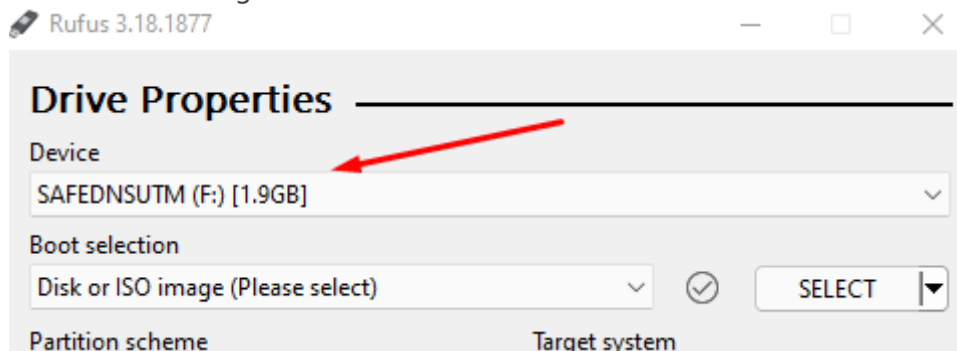 Rufus 3.18.1877
Drive Properties
Device
SAFEDNSUTM (F:) [1.9GB]
Boot selection
Disk or ISO image (Please select)
SELECT
Partition scheme
Target system